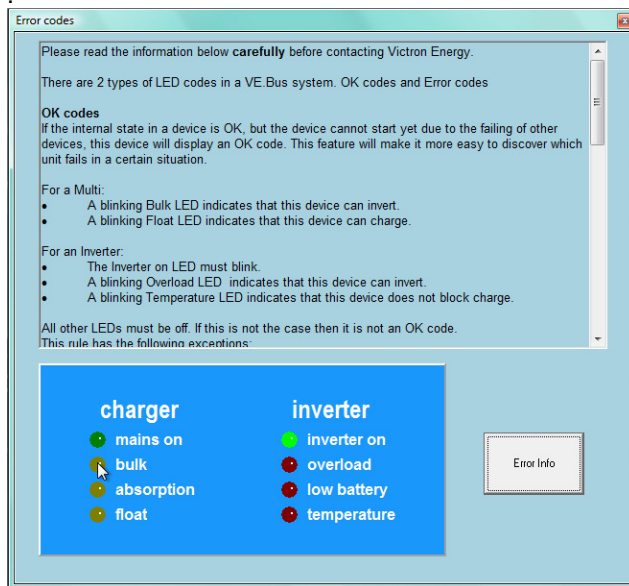 .
Error codes
Please read the information below carefully before contacting Victron Energy.
There are 2 types of LED codes in a VE.Bus system. OK codes and Error codes
OK codes
If the internal state in a device is OK, but the device cannot start yet due to the failing of other
devices, this device will display an OK code. This feature will make it more easy to discover which
unit fails in a certain situation.
For a Multi:
• A blinking Bulk LED indicates that this device can invert.
• A blinking Float LED indicates that this device can charge.
For an Inverter:
• The Inverter on LED must blink.
• A blinking Overload LED  indicates that this device can invert.
• A blinking Temperature LED indicates that this device does not block charge.
All other LEDs must be off. If this is not the case then it is not an OK code.
This rule has the following exceptions:
charger
mains on
bulk
absorption
float
inverter
inverter on
overload
low battery
temperature
Error Info